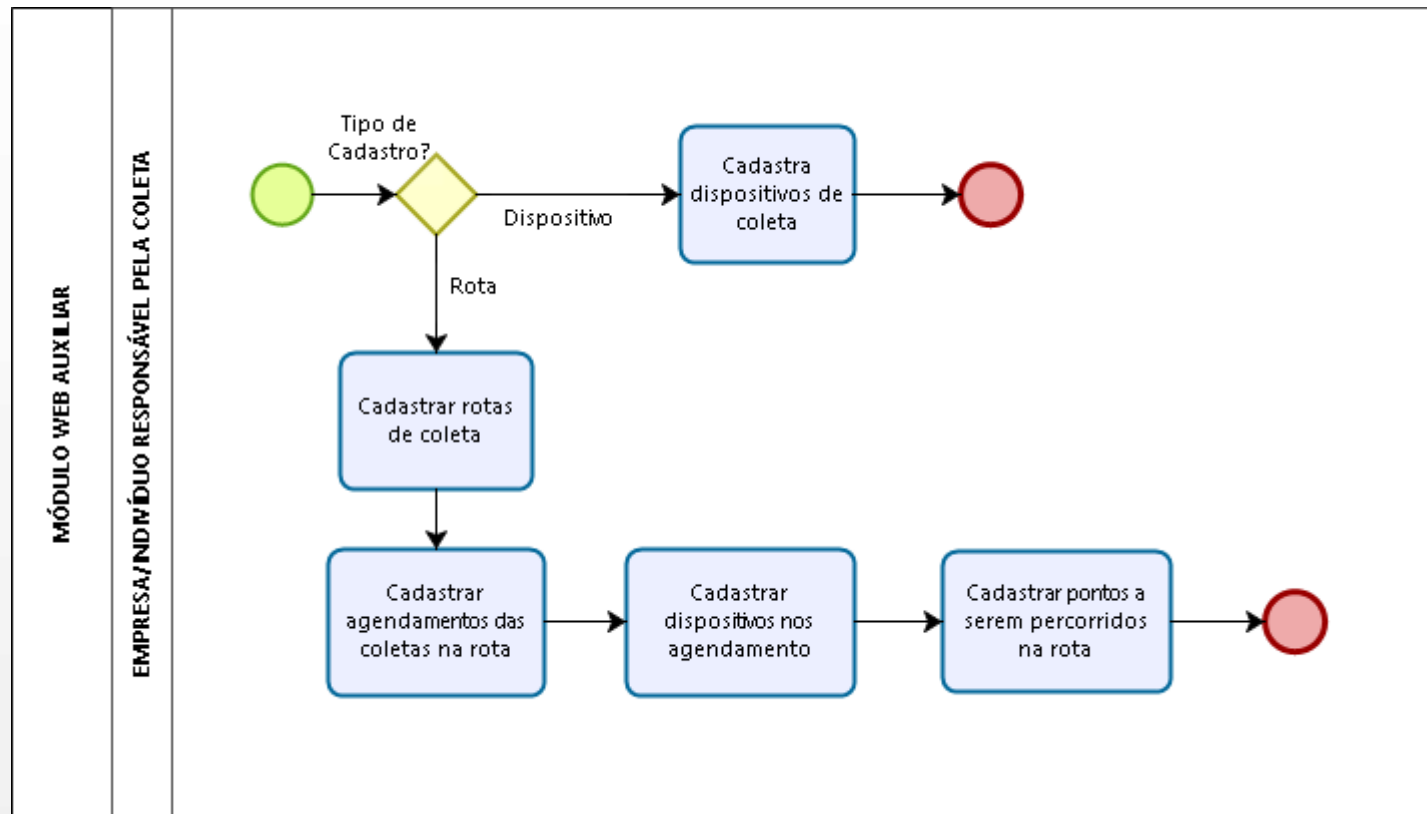 MÓDULO WEB AUXILIAR
EMPRESA/INDIVÍDUO RESPONSÁVEL PELA COLETA
Tipo de
Cadastro?
Dispositivo
Cadastra
dispositivos de
coleta
Rota
Cadastrar rotas
de coleta
Cadastrar
agendamentos das
coletas na rota
Cadastrar
dispositivos nos
agendamento
Cadastrar pontos a
serem percorridos
na rota